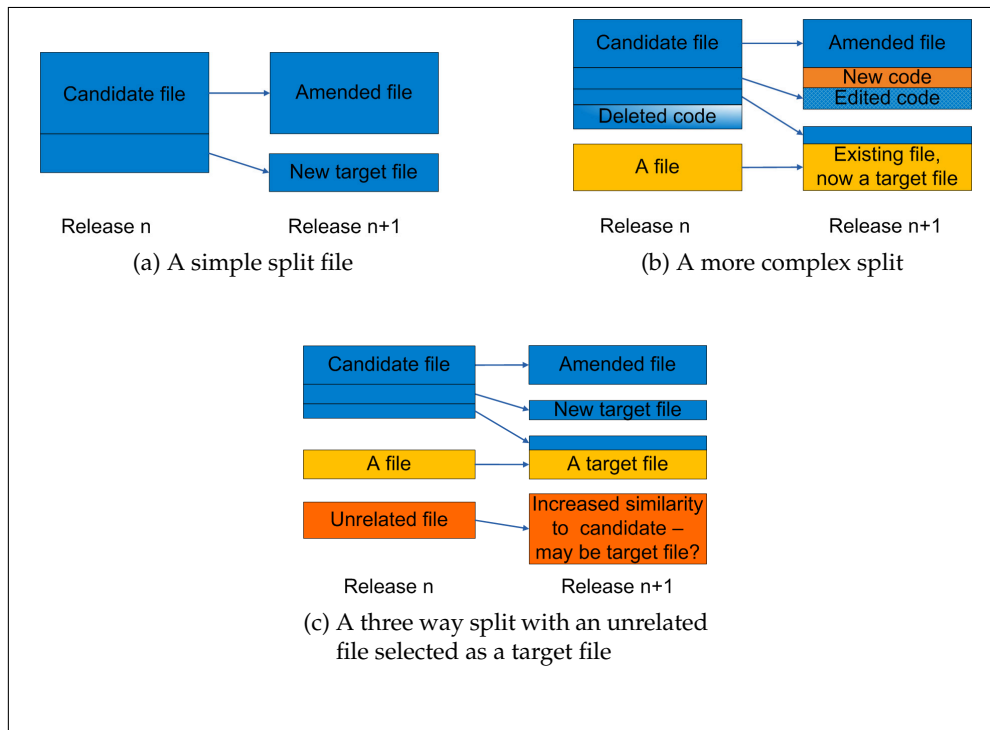 Candidate file
Amended file
New target file
Release n
Release n+1
(a) A simple split file
Candidate file
Amended file
New code
Edited code
Deleted code
A file
Existing file,
now a target file
Release n
Release n+1
(b) A more complex split
Candidate file
Amended file
New target file
A file
A target file
Unrelated file
Increased similarity
to candidate –
may be target file?
Release n
Release n+1
(c) A three way split with an unrelated
file selected as a target file